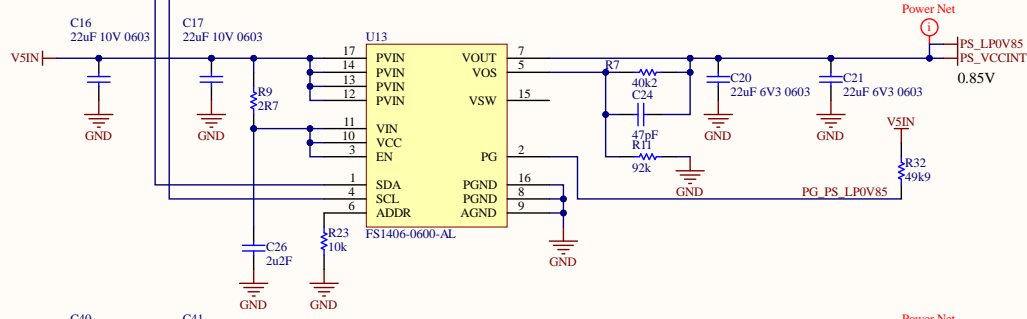 Power Net
C16
22uF 10V 0603
C17
22uF 10V 0603
U13
V5IN
17 PVIN VOUT 7
14 PVIN VOS 5
13 PVIN
12 PVIN VSW 15
11 VIN
10 VCC
3 EN PG 2
1 SDA PGND 16
4 SCL PGND 8
6 ADDR AGND 9
FS1406-0600-AL
R9
2R7
GND
GND
R7
40k2
C24
47pF
R11
92k
GND
C20
22uF 6V3 0603
GND
C21
22uF 6V3 0603
GND
i
PS_LP0V85
PS_VCCINT
0.85V
V5IN
R32
49k9
PG_PS_LP0V85
C26
2u2F
GND
R23
10k
GND
GND
C40
C41
Power Net